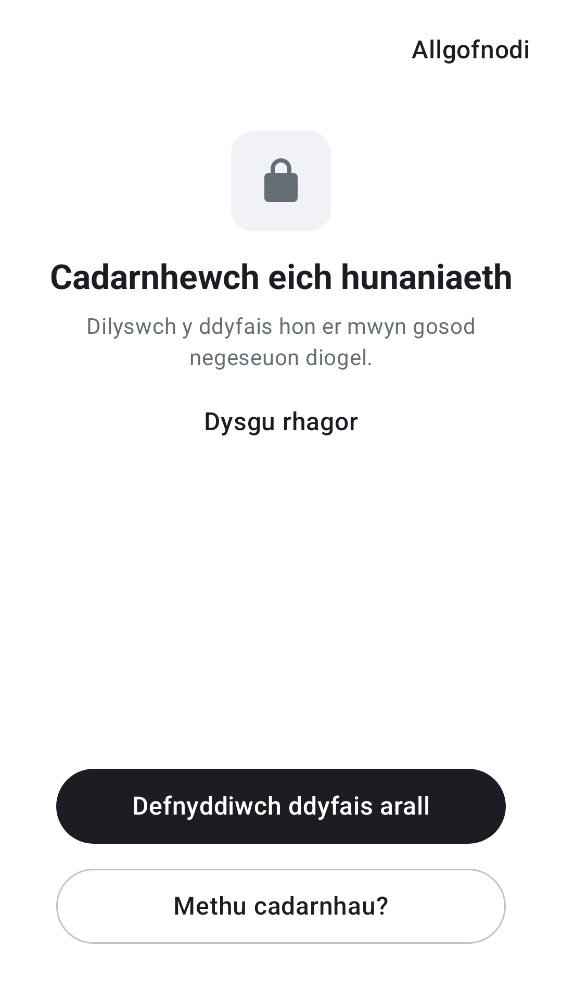 Allgofnodi
Cadarnhewch eich hunaniaeth
Dilyswch y ddyfais hon er mwyn gosod
negeseuon diogel.
Dysgu rhagor
Defnyddiwch ddyfais arall
Methu cadarnhau?